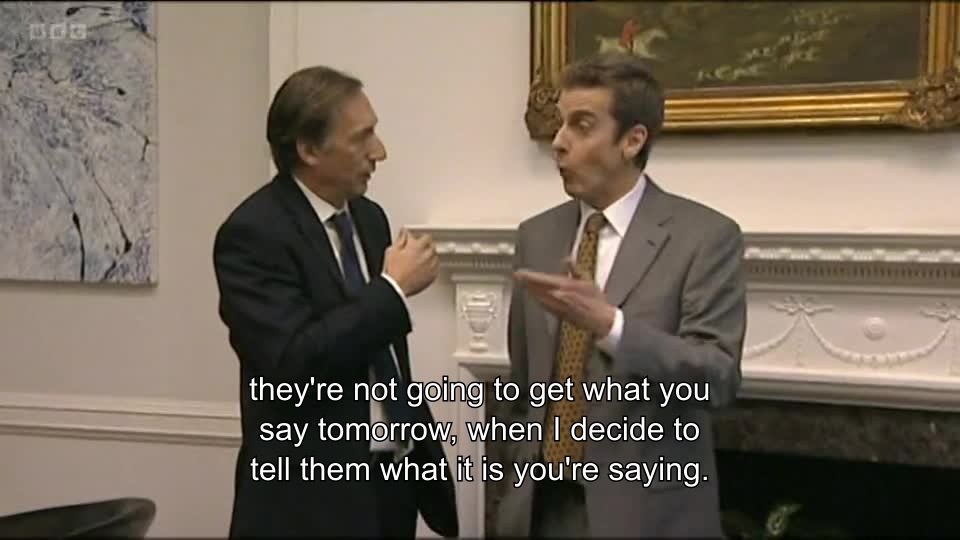 BBC
they're not going to get what you
say tomorrow, when I decide to
tell them what it is you're saying.